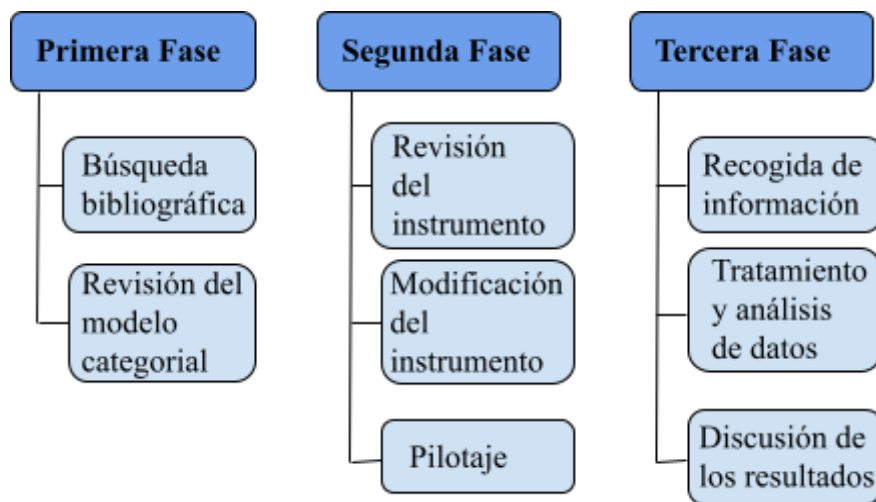 Primera Fase
Búsqueda
bibliográfica
Revisión del
modelo
categorial
Segunda Fase
Revisión
del
instrumento
Modificación
del
instrumento
Pilotaje
Tercera Fase
Recogida de
información
Tratamiento
y análisis
de datos
Discusión de
los resultados